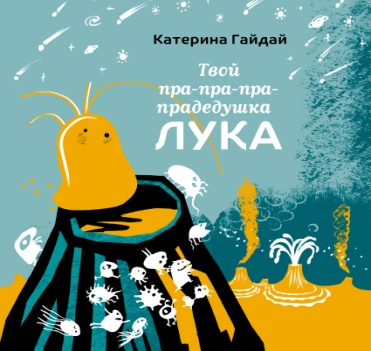 Катерина Гайдай
Твой
пра-пра-пра-
прадедушка
ЛУКА